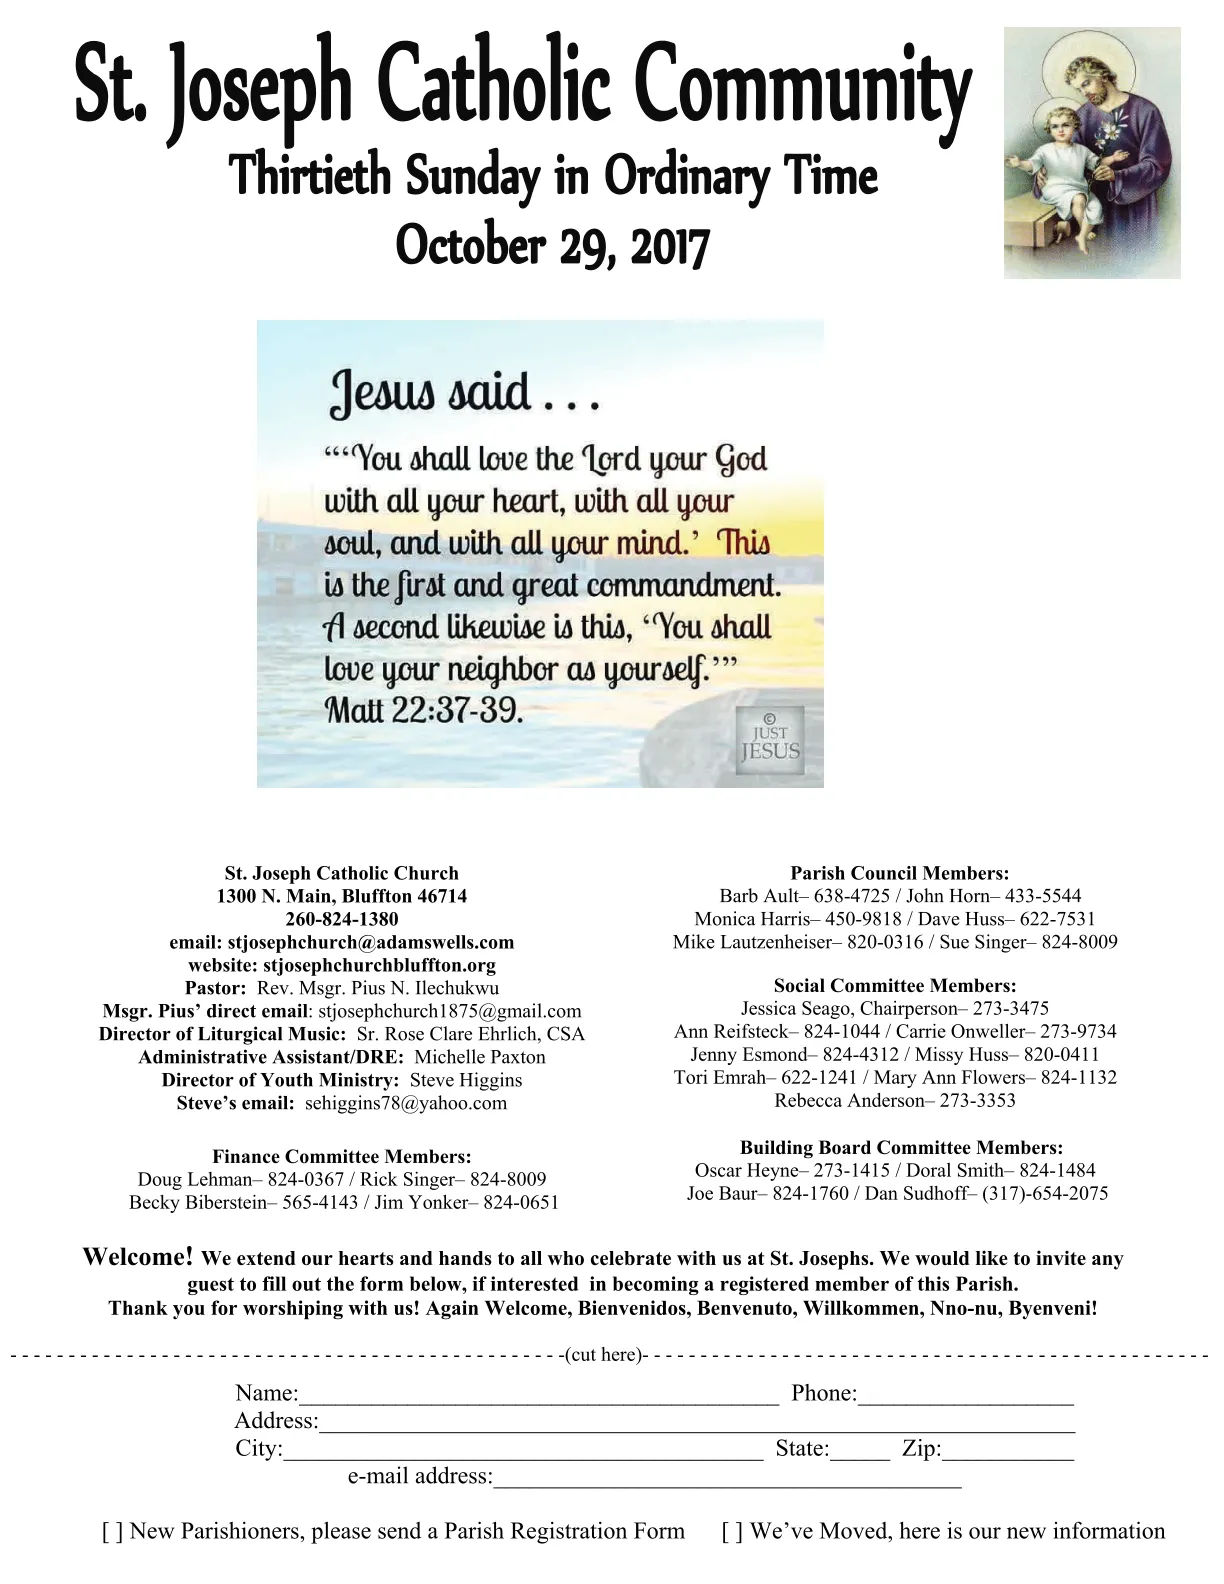 St. Joseph Catholic Community
Thirtieth Sunday in Ordinary Time
October 29, 2017
Jesus said . . .
“‘“You shall love the Lord your God
with all your heart, with all your
soul, and with all your mind.’ This
is the first and great commandment.
A second likewise is this, ‘You shall
love your neighbor as yourself.’”
Matt 22:37-39.
©
JUST
JESUS
St. Joseph Catholic Church
1300 N. Main, Bluffton 46714
260-824-1380
email: stjosephchurch@adamswells.com
website: stjosephchurchbluffton.org
Pastor: Rev. Msgr. Pius N. Ilechukwu
Msgr. Pius’ direct email: stjosephchurch1875@gmail.com
Director of Liturgical Music: Sr. Rose Clare Ehrlich, CSA
Administrative Assistant/DRE: Michelle Paxton
Director of Youth Ministry: Steve Higgins
Steve’s email: sehiggins78@yahoo.com
Finance Committee Members:
Doug Lehman– 824-0367 / Rick Singer– 824-8009
Becky Biberstein– 565-4143 / Jim Yonker– 824-0651
Parish Council Members:
Barb Ault– 638-4725 / John Horn– 433-5544
Monica Harris– 450-9818 / Dave Huss– 622-7531
Mike Lautzenheiser– 820-0316 / Sue Singer– 824-8009
Social Committee Members:
Jessica Seago, Chairperson– 273-3475
Ann Reifsteck– 824-1044 / Carrie Onweller– 273-9734
Jenny Esmond– 824-4312 / Missy Huss– 820-0411
Tori Emrah– 622-1241 / Mary Ann Flowers– 824-1132
Rebecca Anderson– 273-3353
Building Board Committee Members:
Oscar Heyne– 273-1415 / Doral Smith– 824-1484
Joe Baur– 824-1760 / Dan Sudhoff– (317)-654-2075
Welcome! We extend our hearts and hands to all who celebrate with us at St. Josephs. We would like to invite any
guest to fill out the form below, if interested in becoming a registered member of this Parish.
Thank you for worshiping with us! Again Welcome, Bienvenidos, Benvenuto, Willkommen, Nno-nu, Byenveni!
- - - - - - - - - - - - - - - - - - - - - - - - - - - - - - - - - - - - - - - - - - - - - - - -(cut here)- - - - - - - - - - - - - - - - - - - - - - - - - - - - - - - - - - - - - - - - - - - - - - - -
Name:________________________________________ Phone:__________________
Address:_______________________________________________________________
City:________________________________________ State:_____ Zip:___________
e-mail address:_______________________________________
[ ] New Parishioners, please send a Parish Registration Form [ ] We’ve Moved, here is our new information